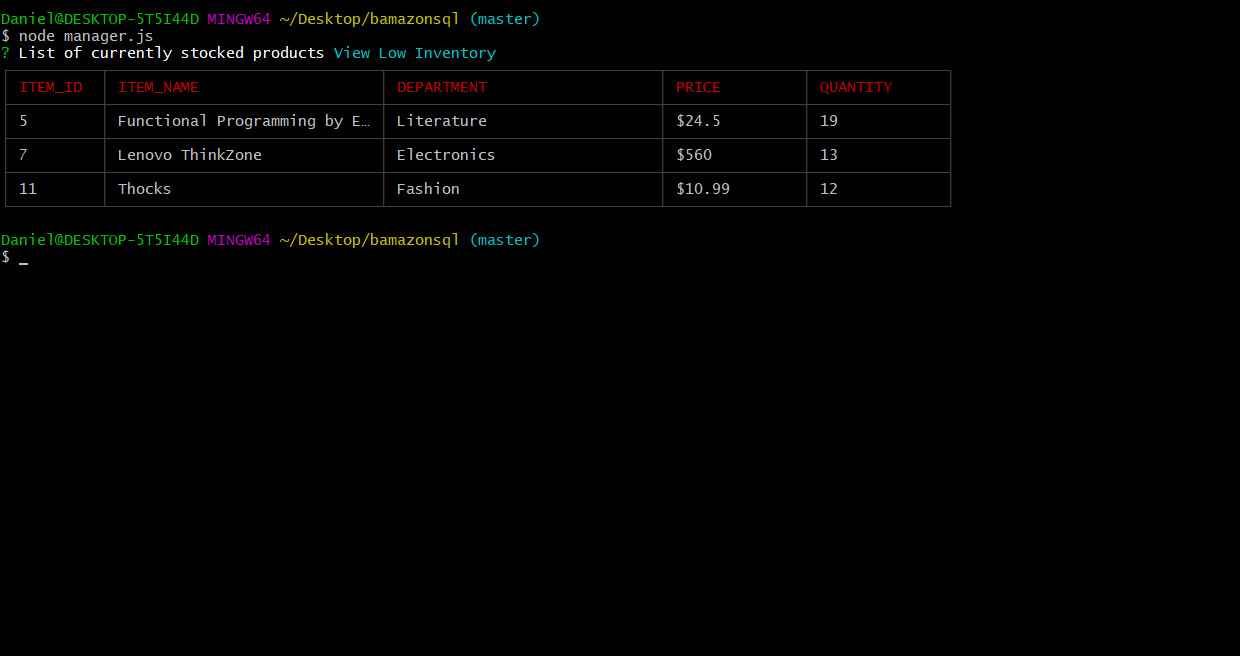 Daniel@DESKTOP-5T5I44D MINGW64 ~/Desktop/bamazonsql (master)
$ node manager.js
? List of currently stocked products View Low Inventory
ITEM_ID ITEM_NAME DEPARTMENT PRICE QUANTITY
5 Functional Programming by E… Literature $24.5 19
7 Lenovo ThinkZone Electronics $560 13
11 Thocks Fashion $10.99 12
Daniel@DESKTOP-5T5I44D MINGW64 ~/Desktop/bamazonsql (master)
$ _